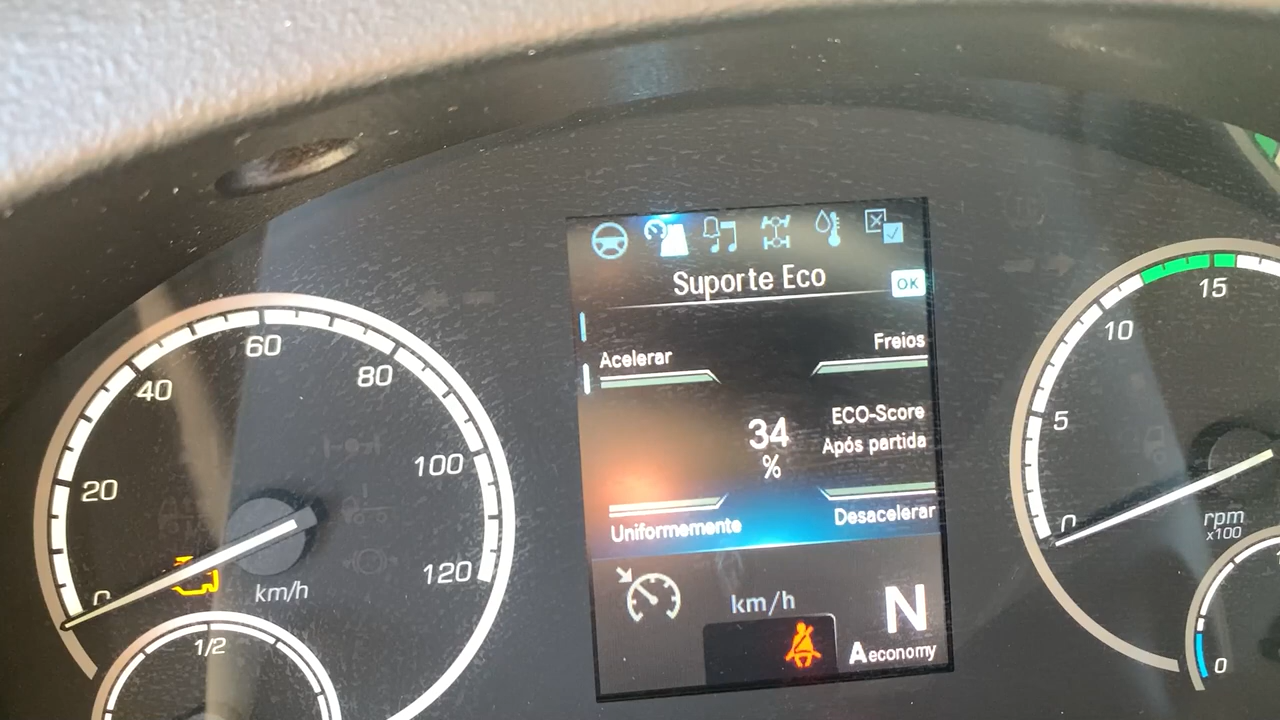 Suporte Eco
OK
Acelerar
Freios
34
%
ECO-Score
Após partida
Uniformemente
Desacelerar
km/h
N
A economy
0
20
40
60
80
100
120
km/h
1/2
0
5
10
15
rpm
x100
0